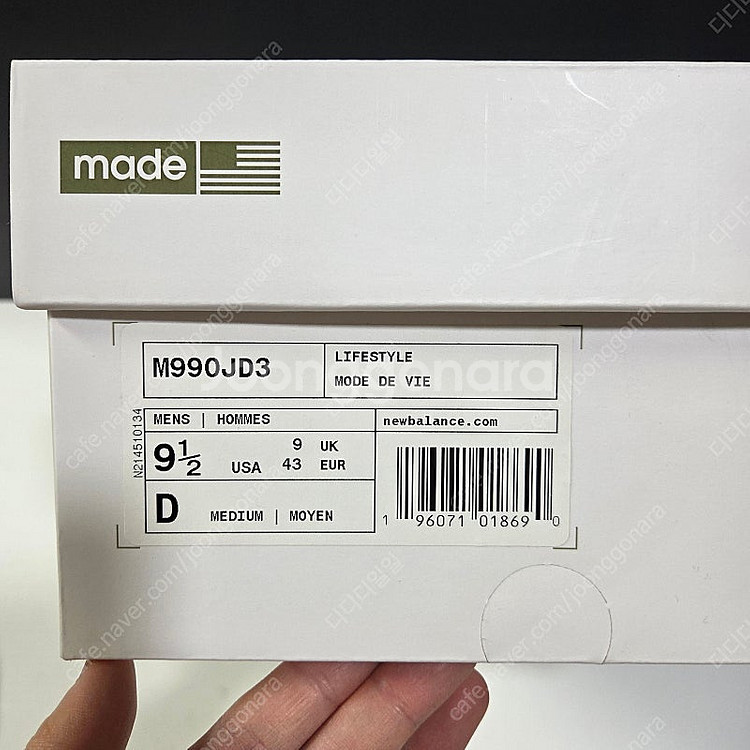 made
M990JD3
LIFESTYLE
MODE DE VIE
MENS | HOMMES
newbalance.com
N214510134
9½ USA
9 UK
43 EUR
D MEDIUM | MOYEN
1 96071 01869 0
Joonggonara
cafe.naver.com/joonggonara